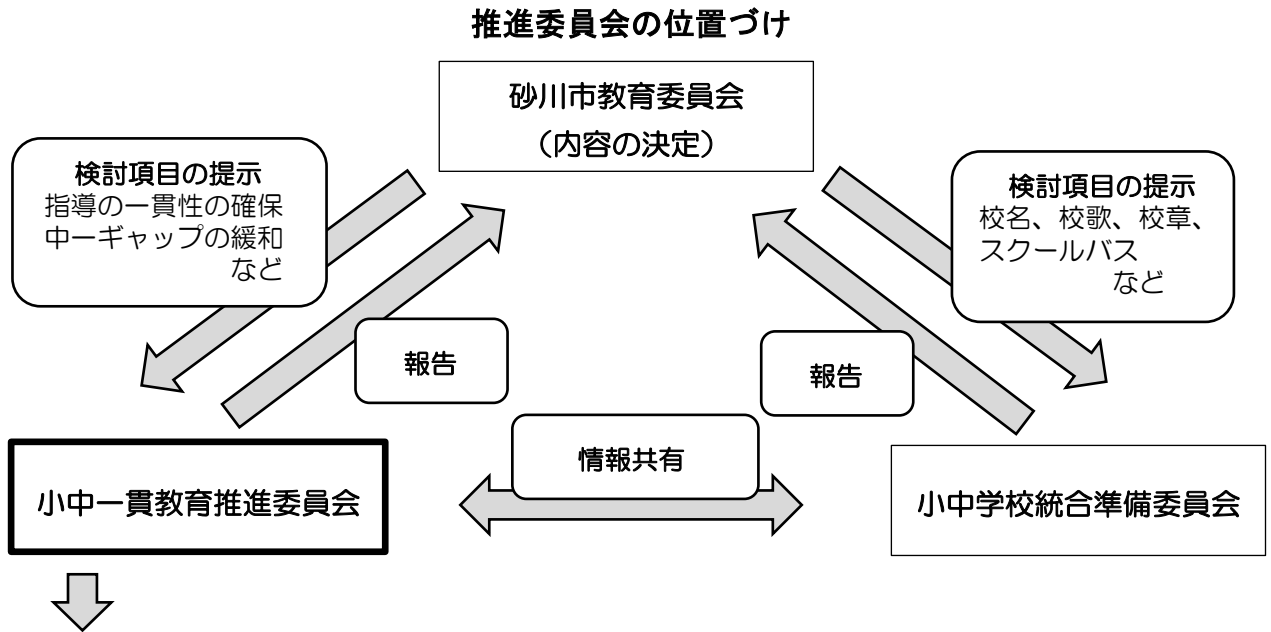 推進委員会の位置づけ
砂川市教育委員会
（内容の決定）
検討項目の提示
指導の一貫性の確保
中一ギャップの緩和
など
検討項目の提示
校名、校歌、校章、
スクールバス
など
報告
報告
情報共有
小中一貫教育推進委員会
小中学校統合準備委員会